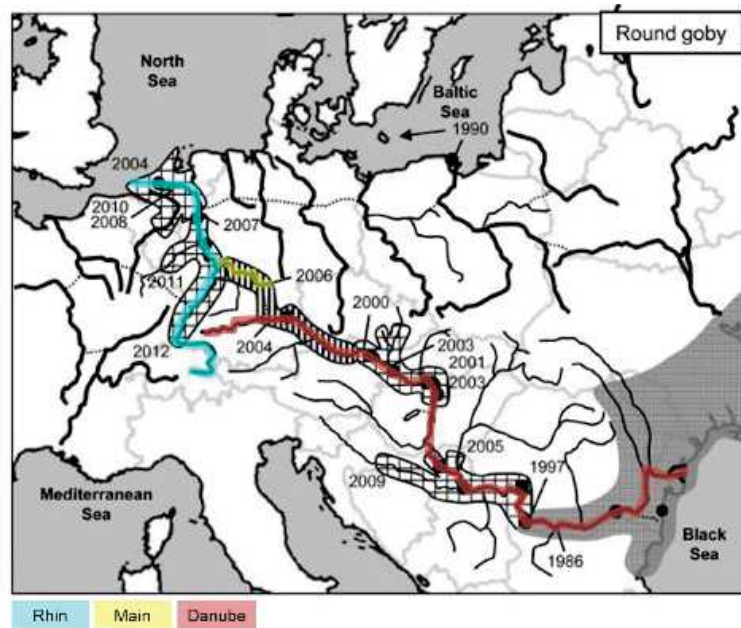 Round goby
North
Sea
Baltic
Sea
1990
2004
2010
2008
2007
2011
2006
2000
2004
2012
2003
2001
2003
2005
2009
1997
Mediterranean
Sea
Black
Sea
1986
Rhin
Main
Danube